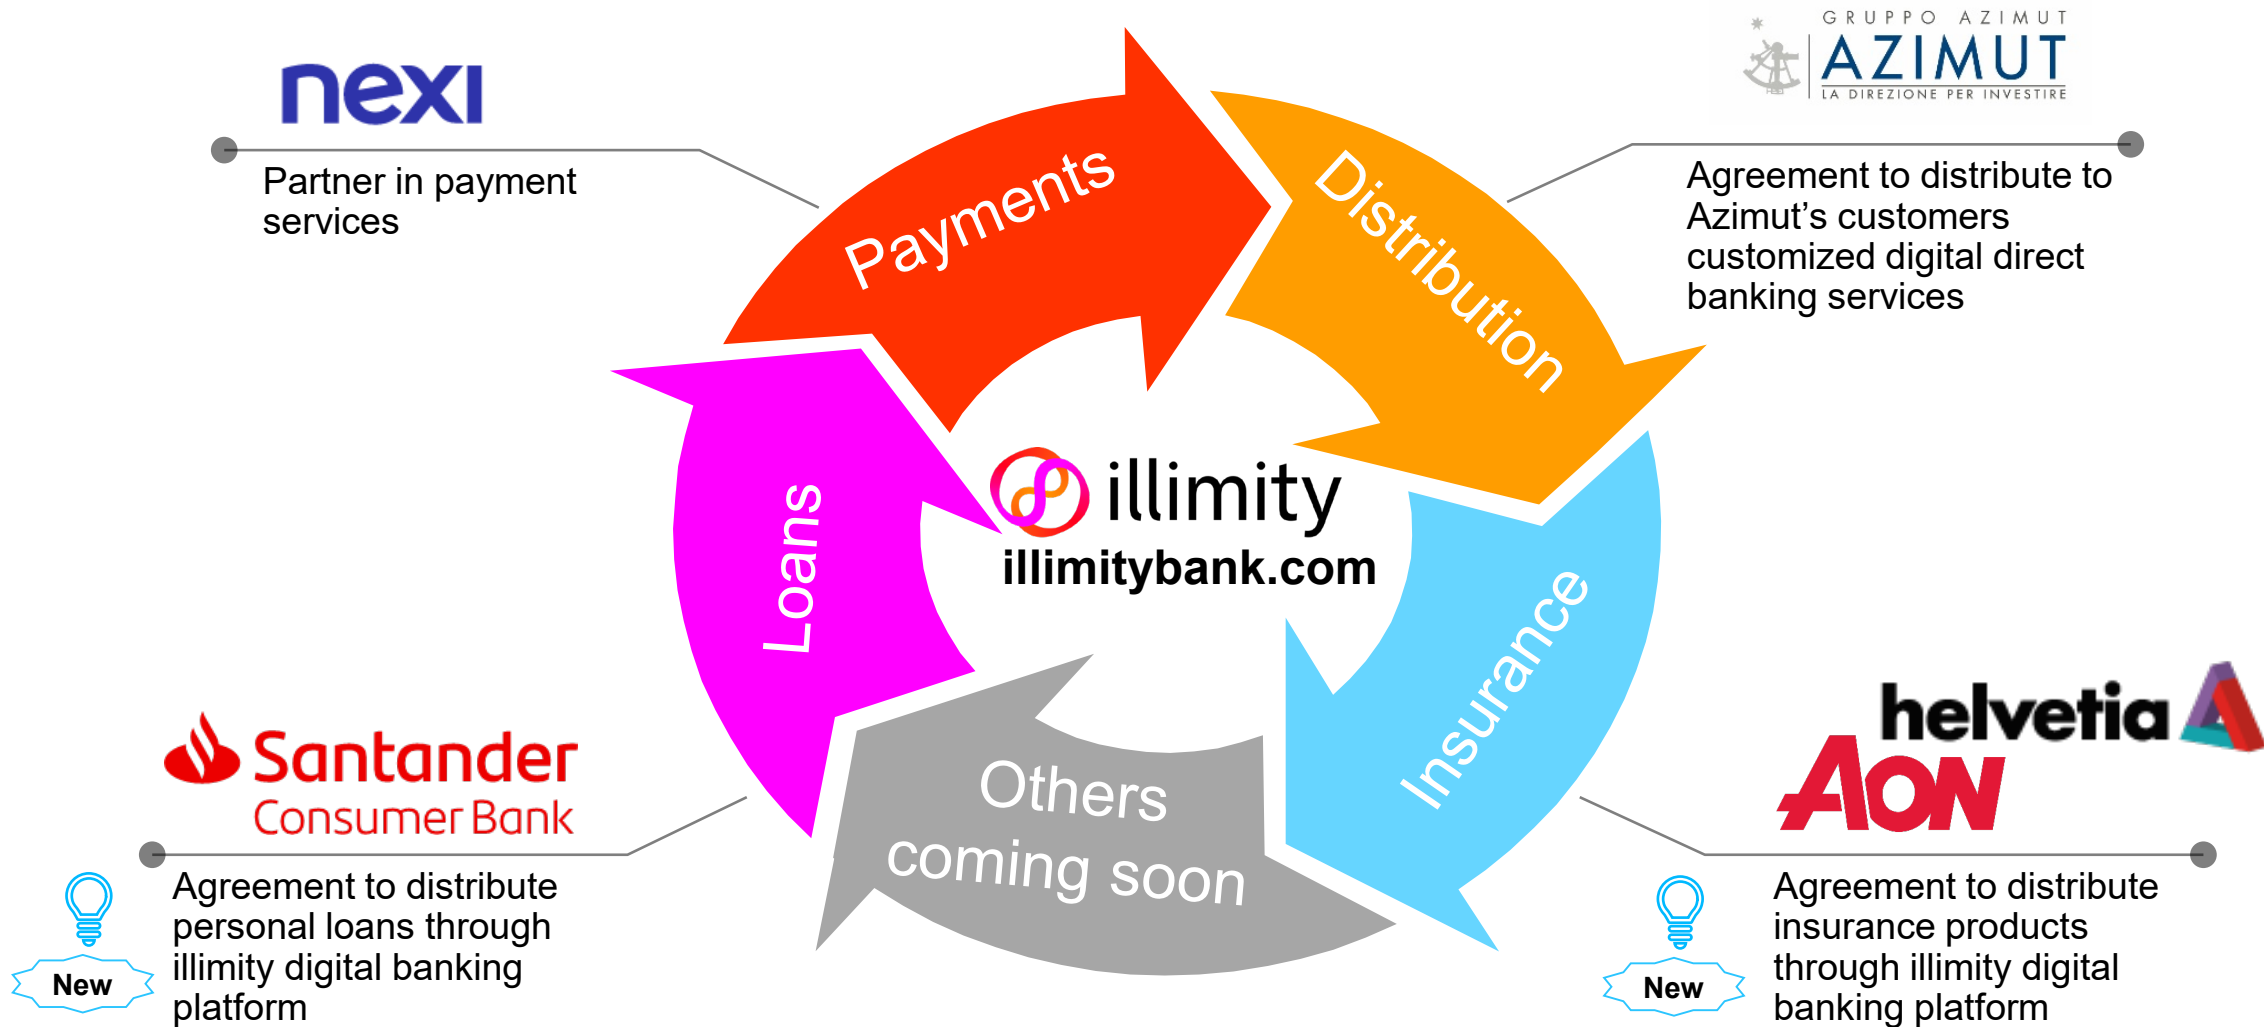 nexi
Partner in payment
services
GRUPPO AZIMUT
AZIMUT
LA DIREZIONE PER INVESTIRE
Agreement to distribute to
Azimut’s customers
customized digital direct
banking services
Payments
Distribution
Insurance
Others
coming soon
Loans
illimity
illimitybank.com
Santander
Consumer Bank
Agreement to distribute
personal loans through
illimity digital banking
platform
New
helvetia
AON
Agreement to distribute
insurance products
through illimity digital
banking platform
New